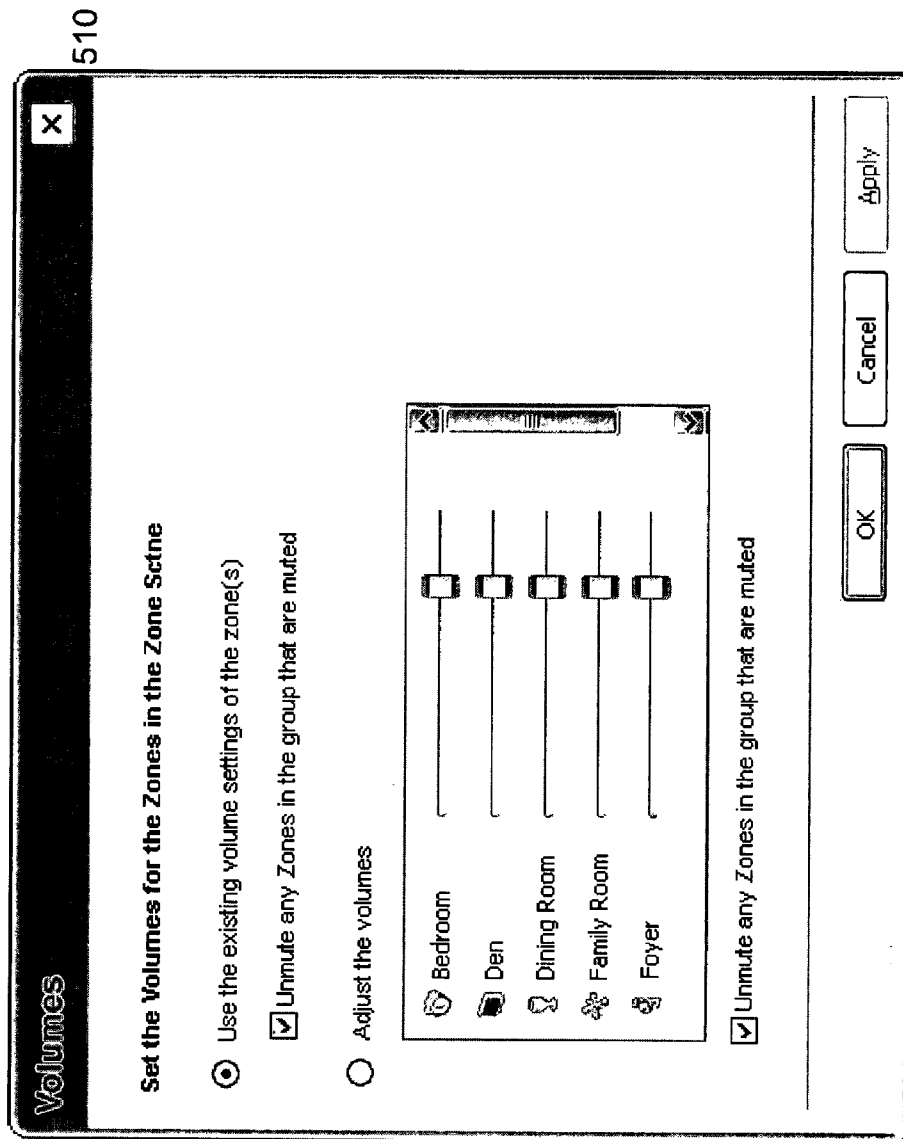 510
Volumes
Set the Volumes for the Zones in the Zone Sctne
Use the existing volume settings of the zone(s)
Unmute any Zones in the group that are muted
Adjust the volumes
Bedroom
Den
Dining Room
Family Room
Foyer
Unmute any Zones in the group that are muted
OK
Cancel
Apply